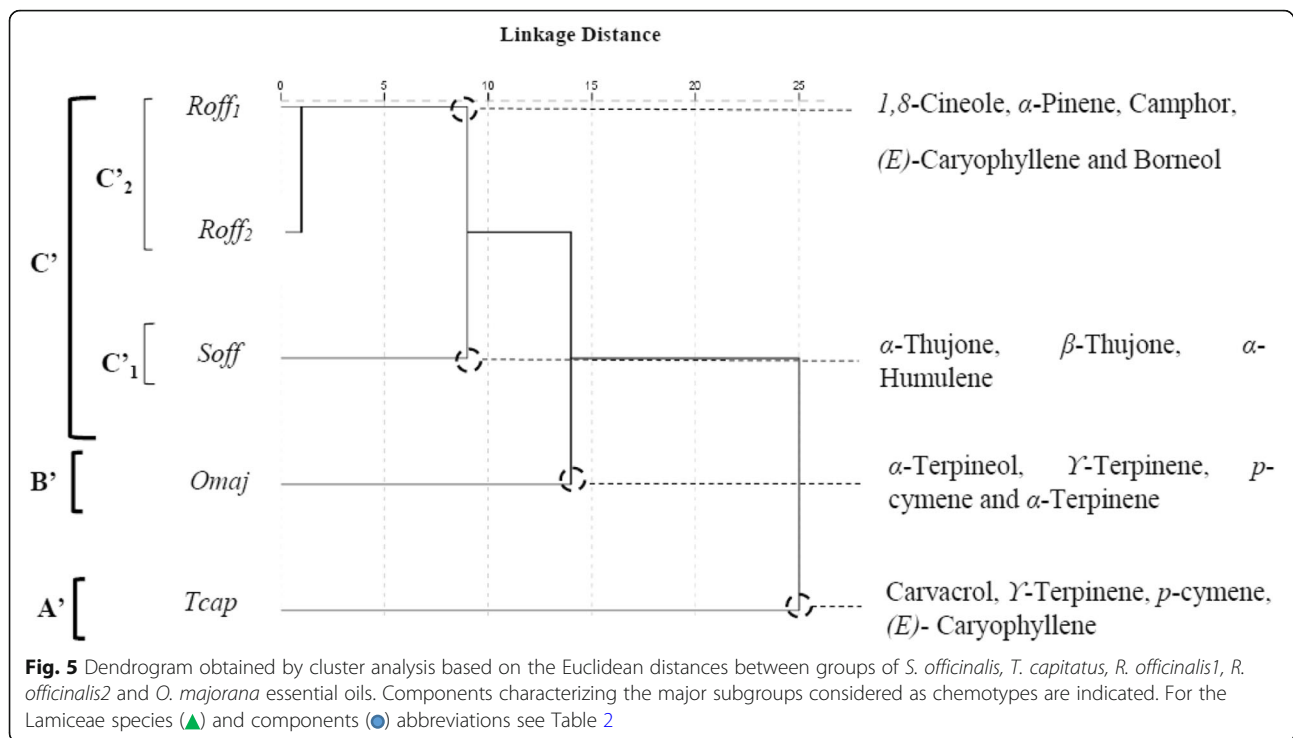 Linkage Distance
0 5 10 15 20 25
Roff1 1,8-Cineole, α-Pinene, Camphor,
C'2 (E)-Caryophyllene and Borneol
Roff2
C'
Soff α-Thujone, β-Thujone, α-
C'1 Humulene
B' Omaj α-Terpineol, ϒ-Terpinene, p-
cymene and α-Terpinene
A' Tcap Carvacrol, ϒ-Terpinene, p-cymene,
(E)- Caryophyllene
Fig. 5 Dendrogram obtained by cluster analysis based on the Euclidean distances between groups of S. officinalis, T. capitatus, R. officinalis1, R.
officinalis2 and O. majorana essential oils. Components characterizing the major subgroups considered as chemotypes are indicated. For the
Lamiceae species (▲) and components (●) abbreviations see Table 2